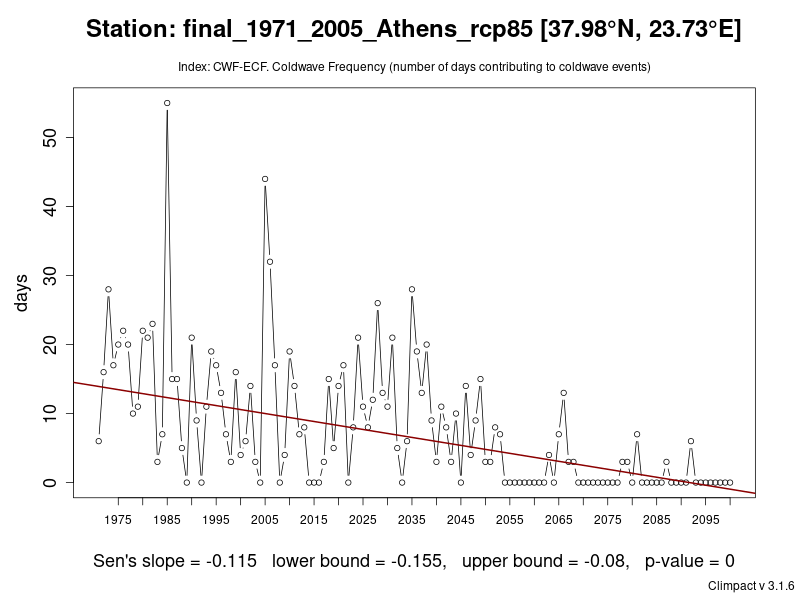 Station: final_1971_2005_Athens_rcp85 [37.98°N, 23.73°E]
Index: CWF-ECF. Coldwave Frequency (number of days contributing to coldwave events)
days
50
40
30
20
10
0
1975 1985 1995 2005 2015 2025 2035 2045 2055 2065 2075 2085 2095
Sen's slope = -0.115 lower bound = -0.155, upper bound = -0.08, p-value = 0
Climpact v 3.1.6